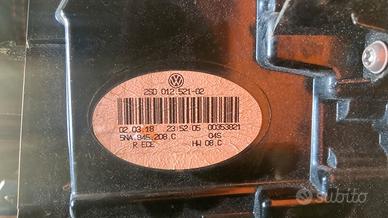 2SD 012.521-02
02.03.18 23:52:05 00353821
5NA.945.208.C 04S
R ECE HW 08.C
subito